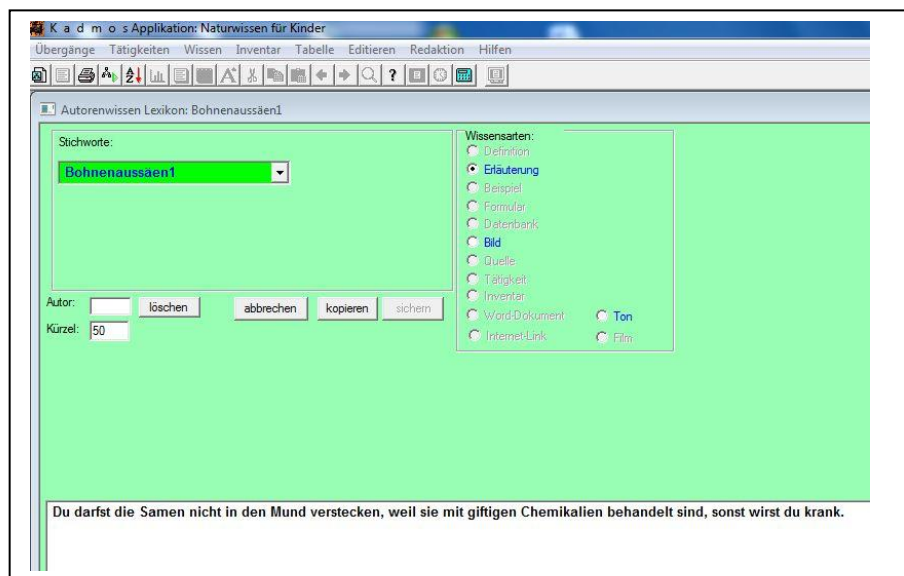 K a d m o s Applikation: Naturwissen für Kinder
Übergänge Tätigkeiten Wissen Inventar Tabelle Editieren Redaktion Hilfen
Autorenwissen Lexikon: Bohnenaussäen1
Stichworte:
Bohnenaussäen1
Wissensarten:
Definition
Erläuterung
Beispiel
Formular
Datenbank
Bild
Quelle
Tätigkeit
Inventar
Word-Dokument Ton
Internet-Link Film
Autor: löschen abbrechen kopieren sichern
Kürzel: 50
Du darfst die Samen nicht in den Mund verstecken, weil sie mit giftigen Chemikalien behandelt sind, sonst wirst du krank.